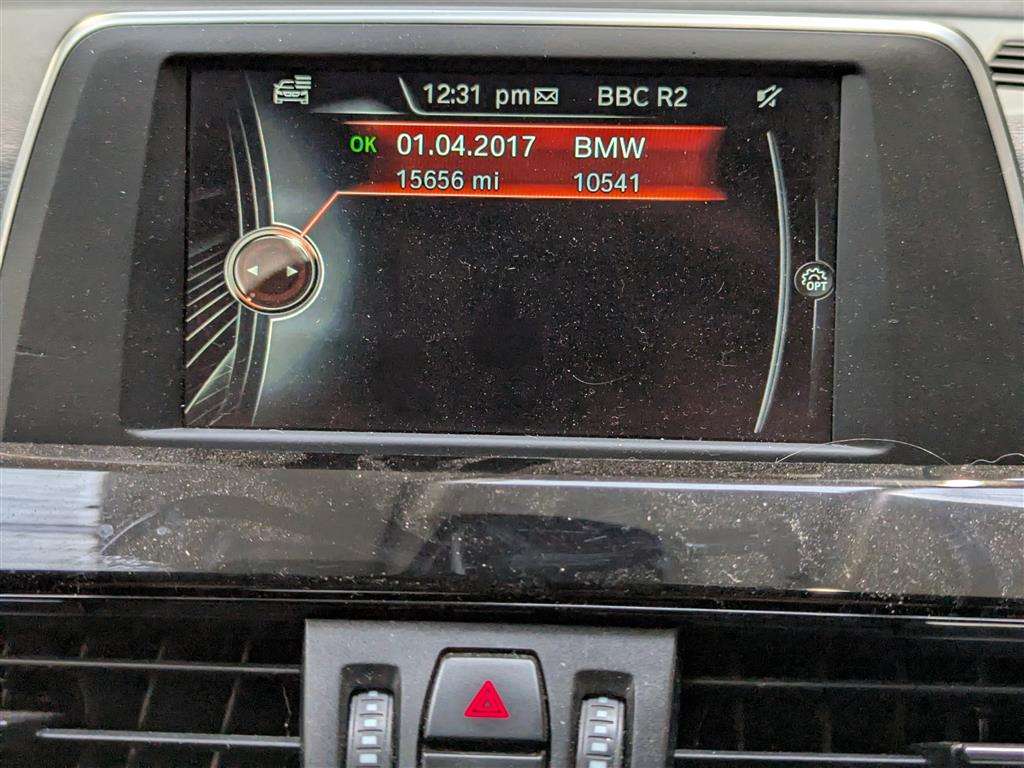 12:31 pm BBC R2
OK 01.04.2017 BMW
15656 mi 10541
OPT